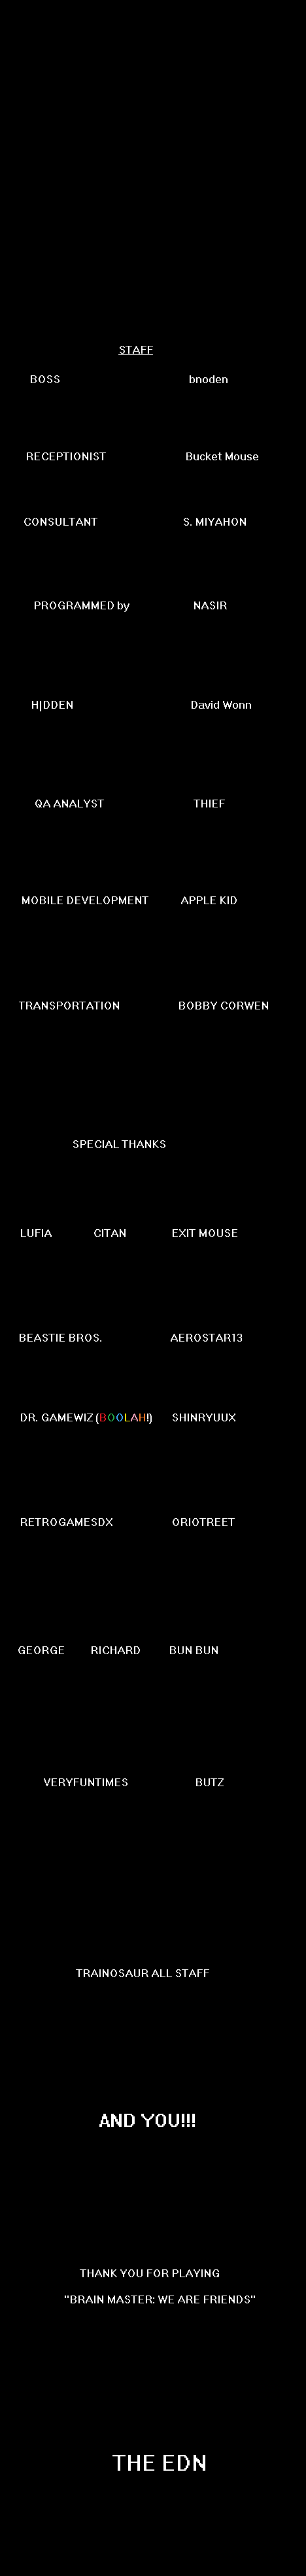 STAFF
BOSS bnoden
RECEPTIONIST Bucket Mouse
CONSULTANT S. MIYAHON
PROGRAMMED by NASIR
H|DDEN David Wonn
QA ANALYST THIEF
MOBILE DEVELOPMENT APPLE KID
TRANSPORTATION BOBBY CORWEN
SPECIAL THANKS
LUFIA CITAN EXIT MOUSE
BEASTIE BROS. AEROSTAR13
DR. GAMEWIZ (BOOLAH!) SHINRYUUX
RETROGAMESDX ORIOTREET
GEORGE RICHARD BUN BUN
VERYFUNTIMES BUTZ
TRAINOSAUR ALL STAFF
AND YOU!!!
THANK YOU FOR PLAYING
"BRAIN MASTER: WE ARE FRIENDS"
THE EDN